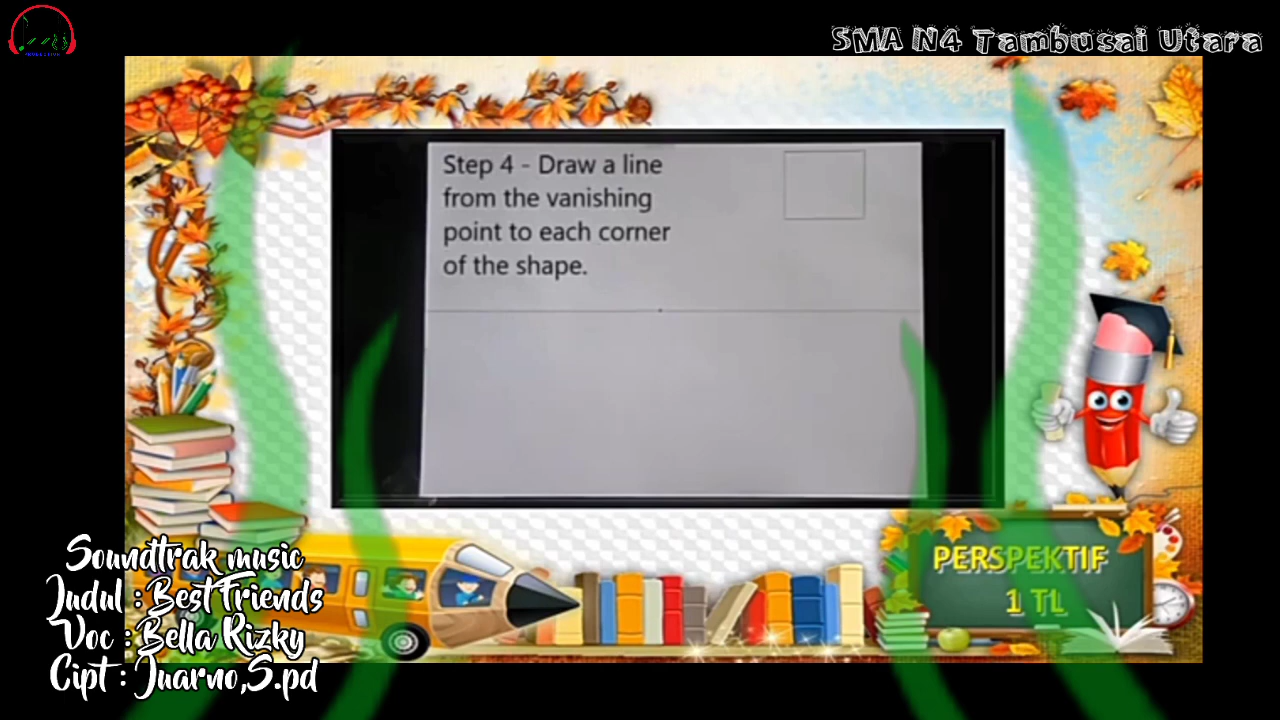 SMA N4 Tambusai Utara
Step 4 - Draw a line
from the vanishing
point to each corner
of the shape.
PERSPEKTIF
1 TL
Soundtrak music
Judul : Best Friends
Voc : Bella Rizky
Cipt : Juarno,S.pd